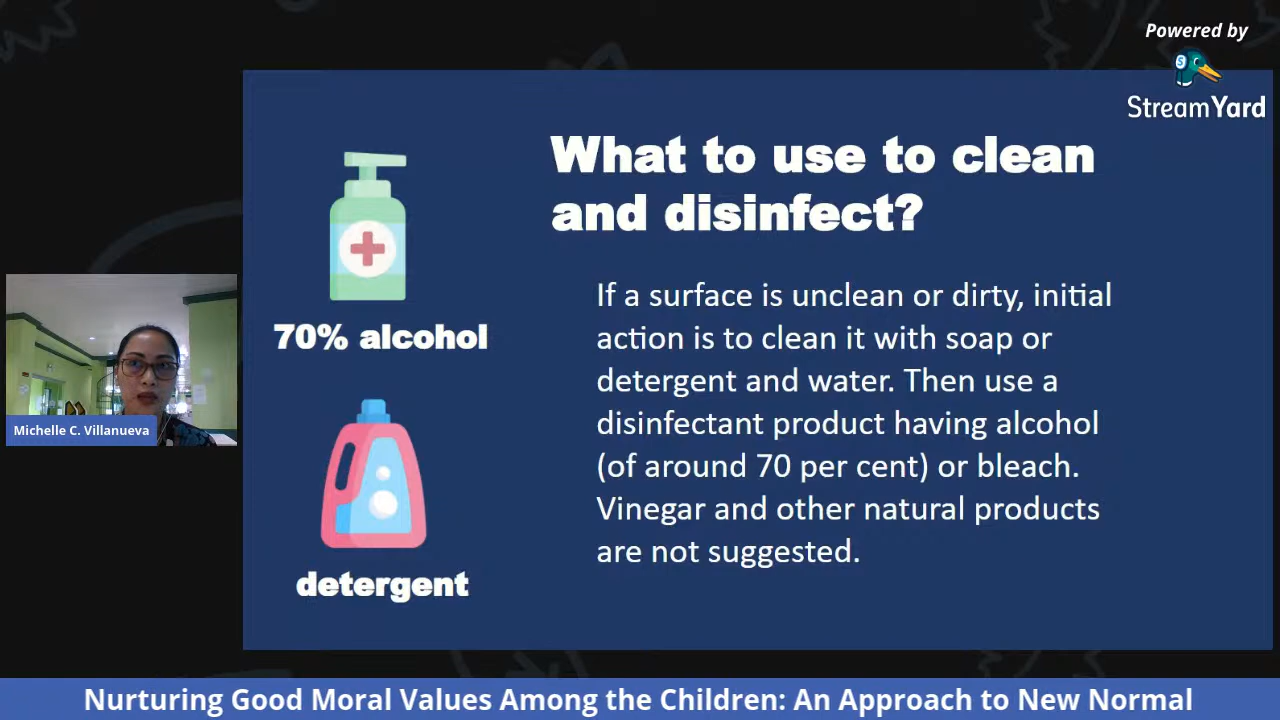 Powered by
StreamYard
What to use to clean
and disinfect?
70% alcohol
If a surface is unclean or dirty, initial
action is to clean it with soap or
detergent and water. Then use a
disinfectant product having alcohol
(of around 70 per cent) or bleach.
Vinegar and other natural products
are not suggested.
detergent
Michelle C. Villanueva
Nurturing Good Moral Values Among the Children: An Approach to New Normal